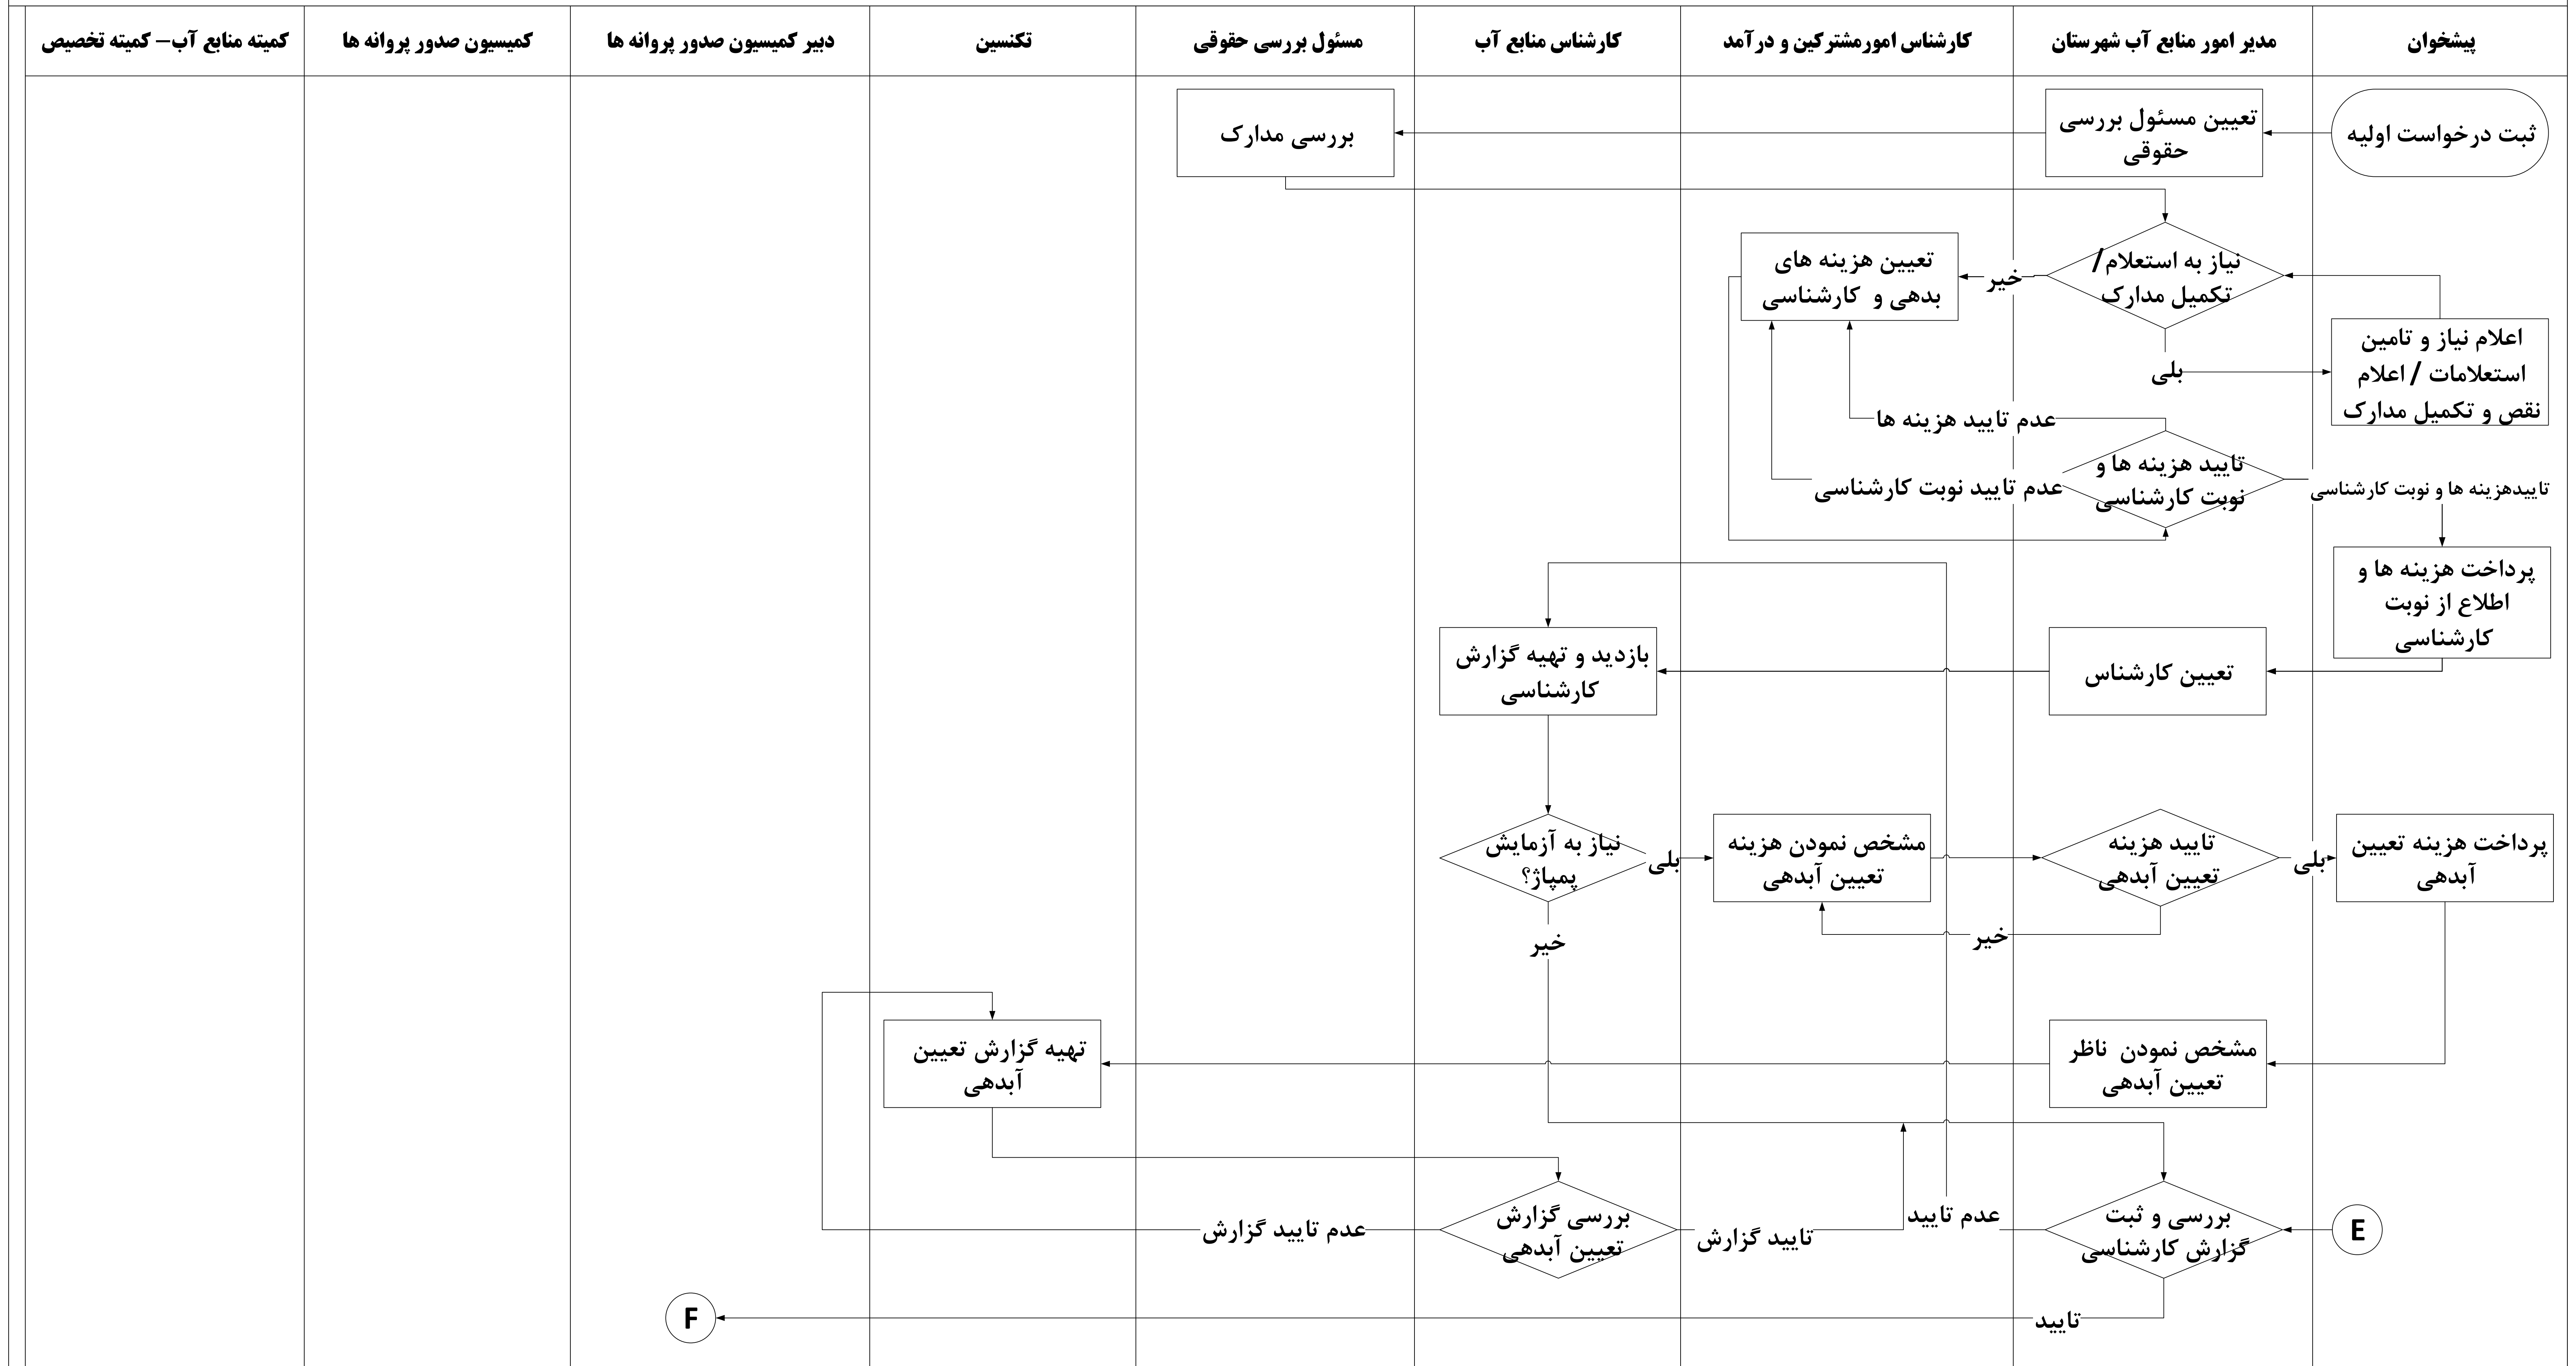 پیشخوان
مدیر امور منابع آب شهرستان
کارشناس امورمشترکین و درآمد
کارشناس منابع آب
مسئول بررسی حقوقی
تکنسین
دبیر کمیسیون صدور پروانه ها
کمیسیون صدور پروانه ها
کمیته منابع آب– کمیته تخصیص
ثبت درخواست اولیه
تعیین مسئول بررسی
حقوقی
بررسی مدارک
نیاز به استعلام/
تکمیل مدارک
خیر
تعیین هزینه های
بدهی و کارشناسی
بلی
اعلام نیاز و تامین
استعلامات / اعلام
نقص و تکمیل مدارک
عدم تایید هزینه ها
تایید هزینه ها و
نوبت کارشناسی
عدم تایید نوبت کارشناسی
تاییدهزینه ها و نوبت کارشناسی
پرداخت هزینه ها و
اطلاع از نوبت
کارشناسی
تعیین کارشناس
بازدید و تهیه گزارش
کارشناسی
نیاز به آزمایش
پمپاژ؟
بلی
مشخص نمودن هزینه
تعیین آبدهی
تایید هزینه
تعیین آبدهی
بلی
پرداخت هزینه تعیین
آبدهی
خیر
خیر
مشخص نمودن ناظر
تعیین آبدهی
تهیه گزارش تعیین
آبدهی
E
بررسی و ثبت
گزارش کارشناسی
عدم تایید
تایید گزارش
بررسی گزارش
تعیین آبدهی
عدم تایید گزارش
تایید
F